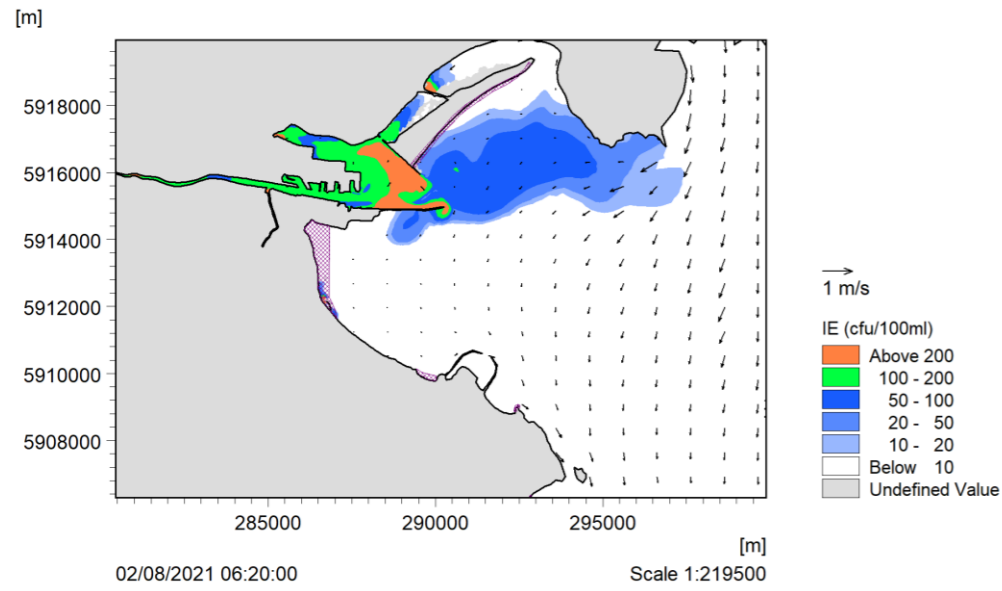 [m]
5918000
5916000
5914000
5912000
5910000
5908000
285000 290000 295000
[m]
02/08/2021 06:20:00 Scale 1:219500
1 m/s
IE (cfu/100ml)
Above 200
100 - 200
50 - 100
20 - 50
10 - 20
Below 10
Undefined Value